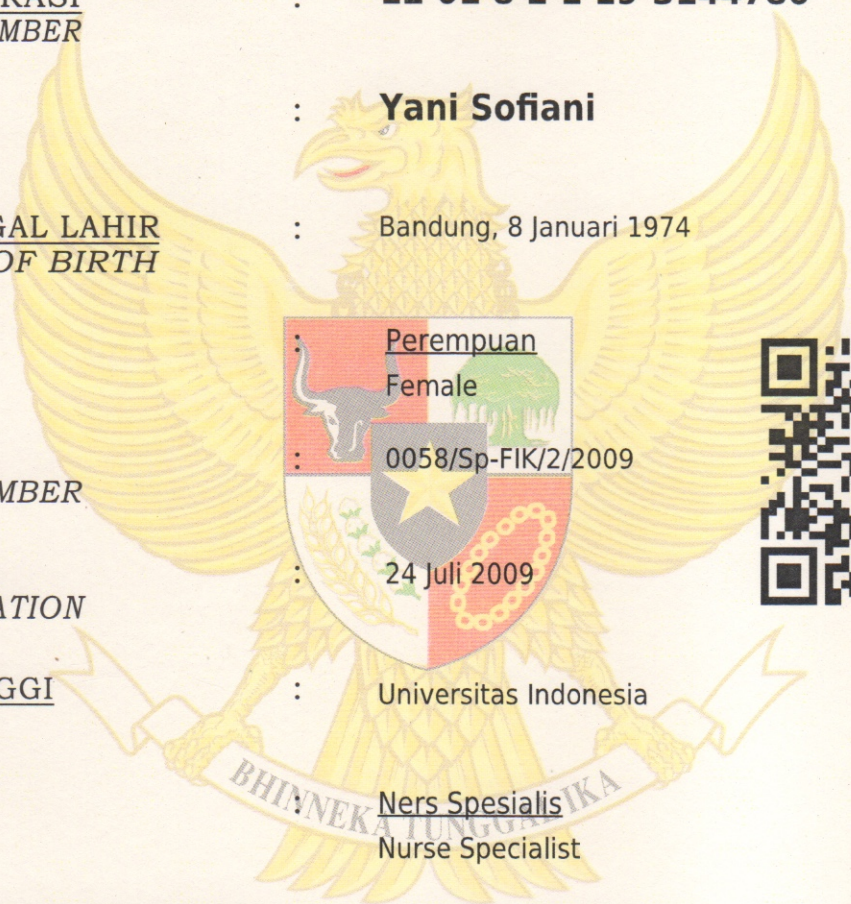 RASI :
MBER
: Yani Sofiani
GAL LAHIR : Bandung, 8 Januari 1974
OF BIRTH
: Perempuan
Female
: 0058/Sp-FIK/2/2009
MBER
: 24 Juli 2009
ATION
GGI : Universitas Indonesia
: Ners Spesialis
Nurse Specialist
BHINNEKA TUNGGAL IKA